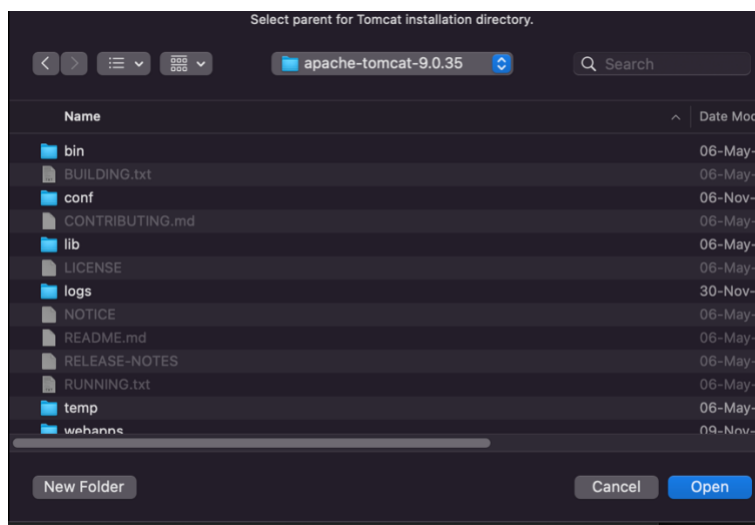 Select parent for Tomcat installation directory.
apache-tomcat-9.0.35
Search
Name Date Mod
bin 06-May-
BUILDING.txt 06-May-
conf 06-Nov-
CONTRIBUTING.md 06-May-
lib 06-May-
LICENSE 06-May-
logs 30-Nov-
NOTICE 06-May-
README.md 06-May-
RELEASE-NOTES 06-May-
RUNNING.txt 06-May-
temp 06-May-
webapps 09-Nov-
New Folder Cancel Open